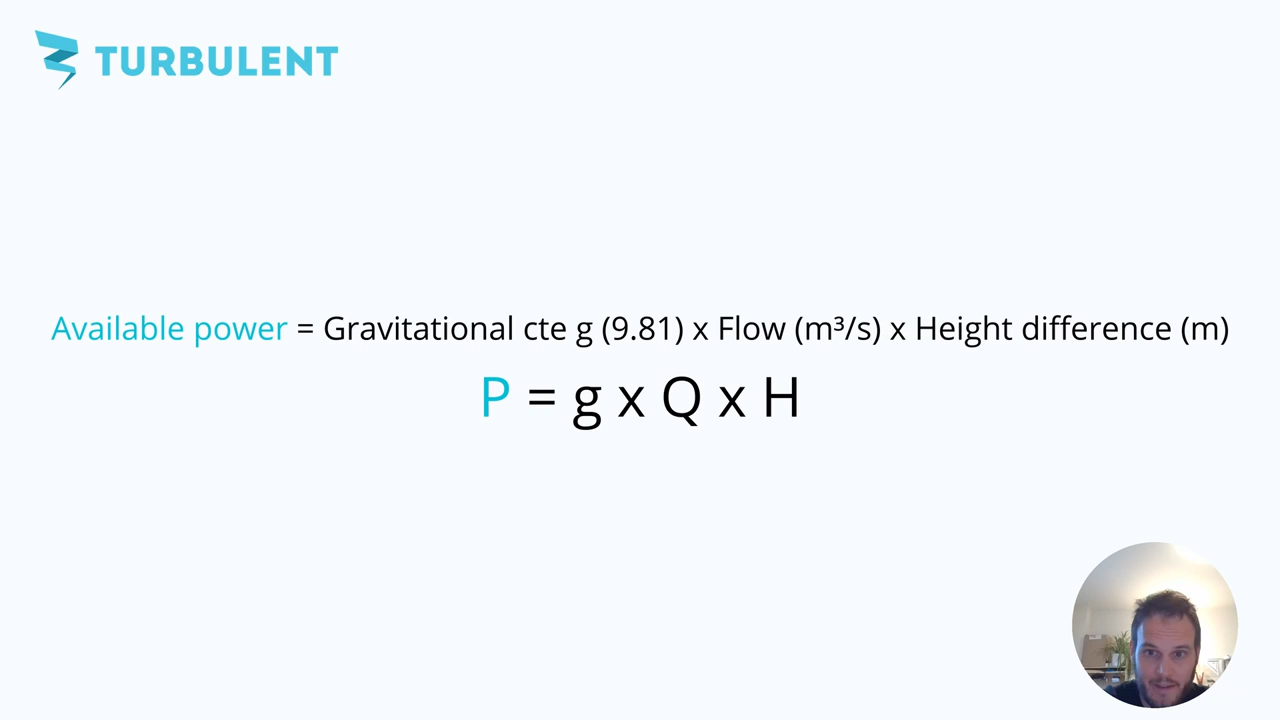 TURBULENT
Available power = Gravitational cte g (9.81) x Flow (m³/s) x Height difference (m)
P = g x Q x H